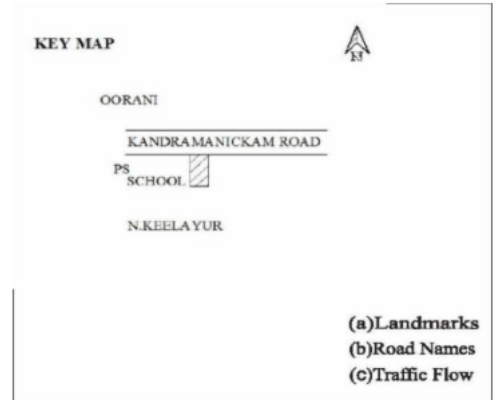 KEY MAP
N
OORANI
KANDRAMANICKAM ROAD
PS
SCHOOL
N.KEELAYUR
(a)Landmarks
(b)Road Names
(c)Traffic Flow